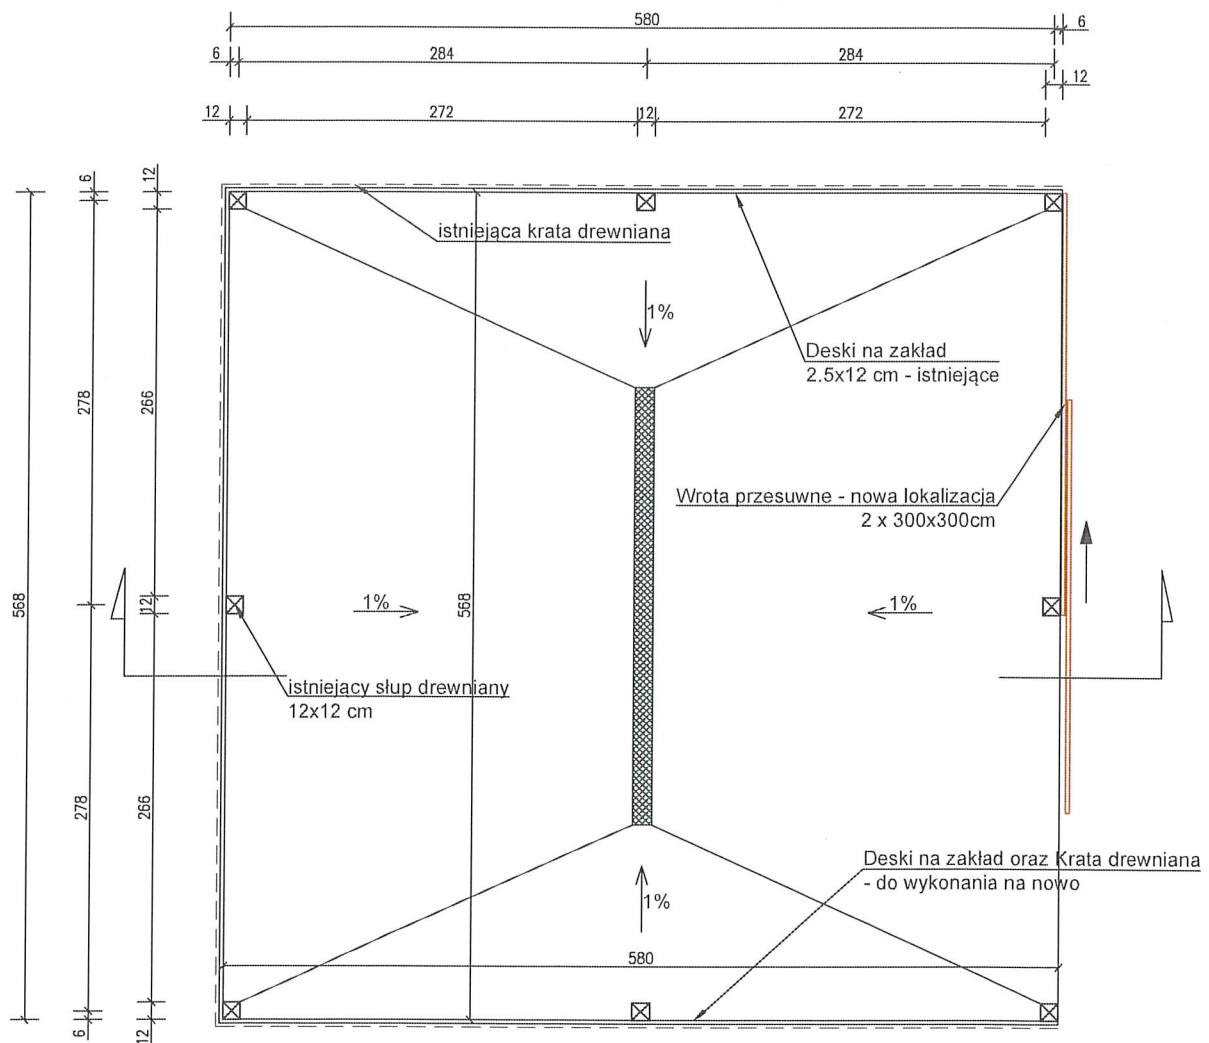 580
6
6
284
284
12
12
272
12
272
6
12
istniejąca krata drewniana
1%
Deski na zakład
2.5x12 cm - istniejące
278
266
Wrota przesuwne - nowa lokalizacja
2 x 300x300cm
568
12
1%
568
1%
istniejacy słup drewniany
12x12 cm
278
266
Deski na zakład oraz Krata drewniana
- do wykonania na nowo
1%
580
6
12